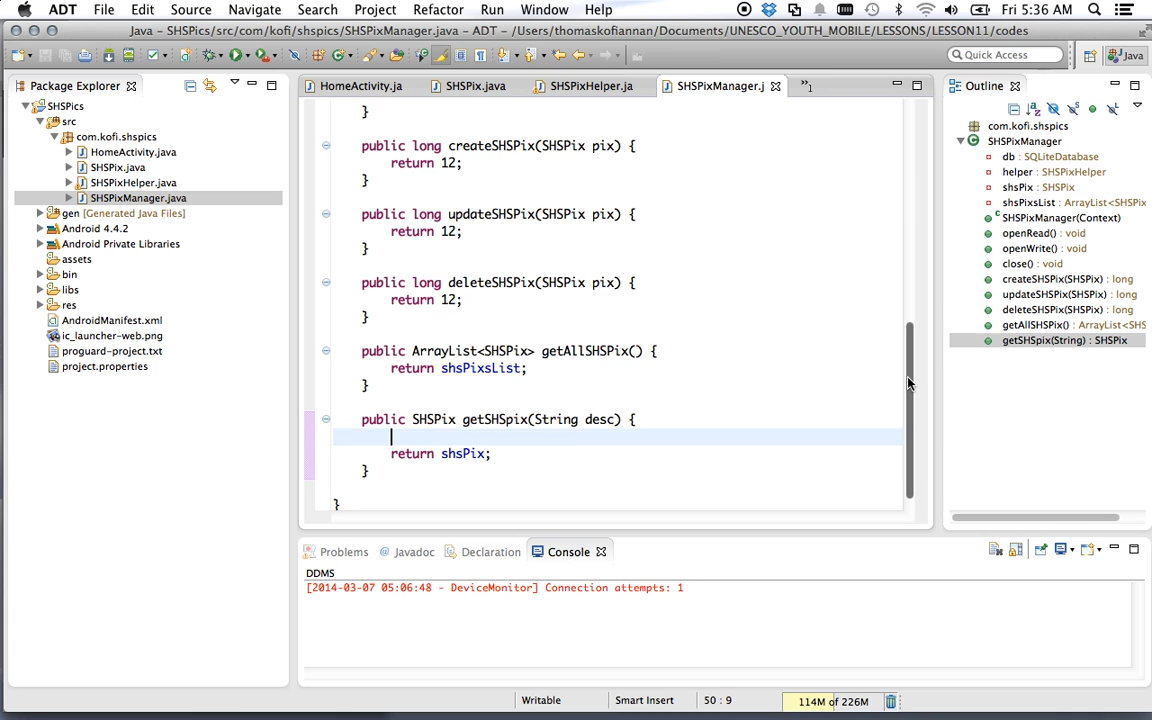 ADT File Edit Source Navigate Search Project Refactor Run Window Help Fri 5:36 AM
Java – SHSPics/src/com/kofi/shspics/SHSPixManager.java – ADT – /Users/thomaskofiannan/Documents/UNESCO_YOUTH_MOBILE/LESSONS/LESSON11/codes
Quick Access Java
Package Explorer
SHSPics
src
com.kofi.shspics
HomeActivity.java
SHSPix.java
SHSPixHelper.java
SHSPixManager.java
gen [Generated Java Files]
Android 4.4.2
Android Private Libraries
assets
bin
libs
res
AndroidManifest.xml
ic_launcher-web.png
proguard-project.txt
project.properties
HomeActivity.ja SHSPix.java SHSPixHelper.java SHSPixManager.j »1
}
public long createSHSPix(SHSPix pix) {
return 12;
}
public long updateSHSPix(SHSPix pix) {
return 12;
}
public long deleteSHSPix(SHSPix pix) {
return 12;
}
public ArrayList<SHSPix> getAllSHSPix() {
return shsPixsList;
}
public SHSPix getSHSpix(String desc) {
return shsPix;
}
}
Outline
com.kofi.shspics
SHSPixManager
db : SQLiteDatabase
helper : SHSPixHelper
shsPix : SHSPix
shsPixsList : ArrayList<SHSPix
SHSPixManager(Context)
openRead() : void
openWrite() : void
close() : void
createSHSPix(SHSPix) : long
updateSHSPix(SHSPix) : long
deleteSHSPix(SHSPix) : long
getAllSHSPix() : ArrayList<SHS
getSHSpix(String) : SHSPix
Problems @ Javadoc Declaration Console
DDMS
[2014-03-07 05:06:48 - DeviceMonitor] Connection attempts: 1
Writable Smart Insert 50 : 9 114M of 226M